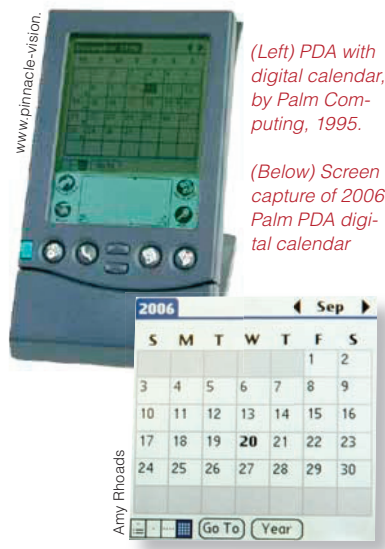 www.pinnacle-vision.
(Left) PDA with
digital calendar,
by Palm Com-
puting, 1995.
(Below) Screen
capture of 2006
Palm PDA digi-
tal calendar
2006 Sep
S M T W T F S
1 2
3 4 5 6 7 8 9
10 11 12 13 14 15 16
17 18 19 20 21 22 23
24 25 26 27 28 29 30
Go To Year
Amy Rhoads